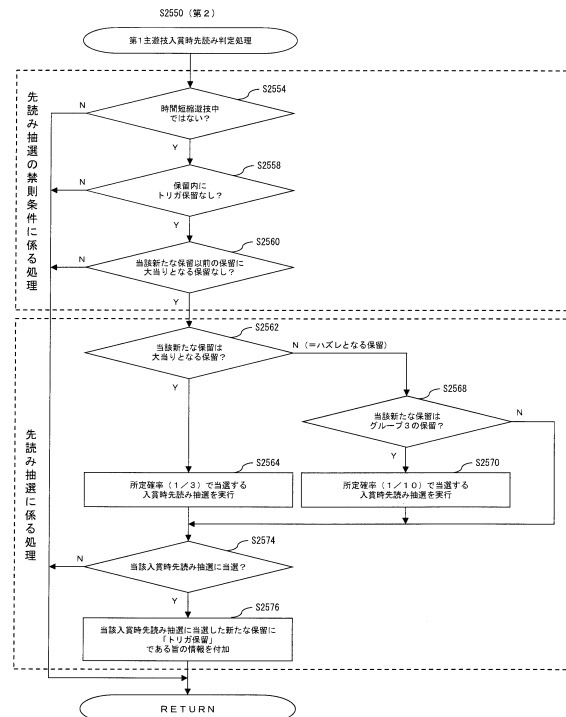 S2550（第2）
第1主遊技入賞時先読み判定処理
先読み抽選の禁則条件に係る処理
S2554
時間短縮遊技中
ではない？
N
Y
S2558
保留内に
トリガ保留なし？
N
Y
S2560
当該新たな保留以前の保留に
大当りとなる保留なし？
N
Y
先読み抽選に係る処理
S2562
当該新たな保留は
大当りとなる保留？
N（＝ハズレとなる保留）
Y
S2568
当該新たな保留は
グループ3の保留？
N
Y
S2564
所定確率（1／3）で当選する
入賞時先読み抽選を実行
S2570
所定確率（1／10）で当選する
入賞時先読み抽選を実行
S2574
当該入賞時先読み抽選に当選？
N
Y
S2576
当該入賞時先読み抽選に当選した新たな保留に
「トリガ保留」
である旨の情報を付加
RETURN